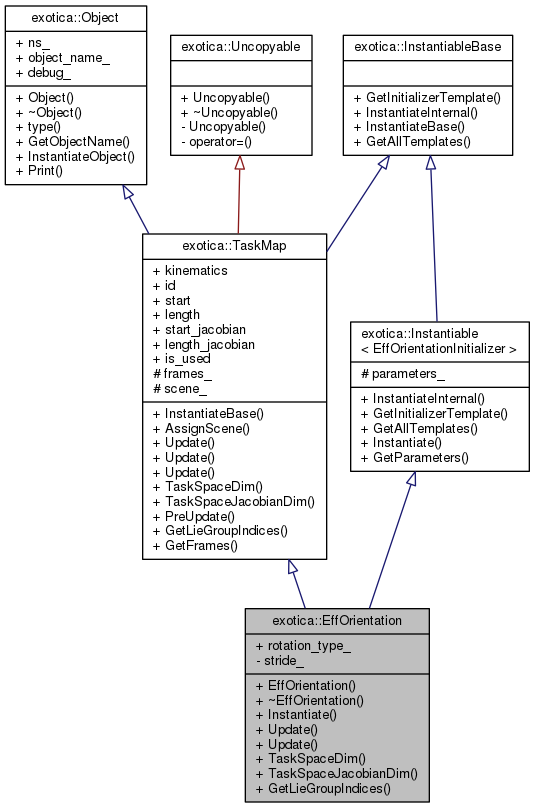 exotica::Object
+ ns_
+ object_name_
+ debug_
+ Object()
+ ~Object()
+ type()
+ GetObjectName()
+ InstantiateObject()
+ Print()
exotica::Uncopyable
+ Uncopyable()
+ ~Uncopyable()
- Uncopyable()
- operator=()
exotica::InstantiableBase
+ GetInitializerTemplate()
+ InstantiateInternal()
+ InstantiateBase()
+ GetAllTemplates()
exotica::TaskMap
+ kinematics
+ id
+ start
+ length
+ start_jacobian
+ length_jacobian
+ is_used
# frames_
# scene_
+ InstantiateBase()
+ AssignScene()
+ Update()
+ Update()
+ Update()
+ TaskSpaceDim()
+ TaskSpaceJacobianDim()
+ PreUpdate()
+ GetLieGroupIndices()
+ GetFrames()
exotica::Instantiable
< EffOrientationInitializer >
# parameters_
+ InstantiateInternal()
+ GetInitializerTemplate()
+ GetAllTemplates()
+ Instantiate()
+ GetParameters()
exotica::EffOrientation
+ rotation_type_
- stride_
+ EffOrientation()
+ ~EffOrientation()
+ Instantiate()
+ Update()
+ Update()
+ TaskSpaceDim()
+ TaskSpaceJacobianDim()
+ GetLieGroupIndices()